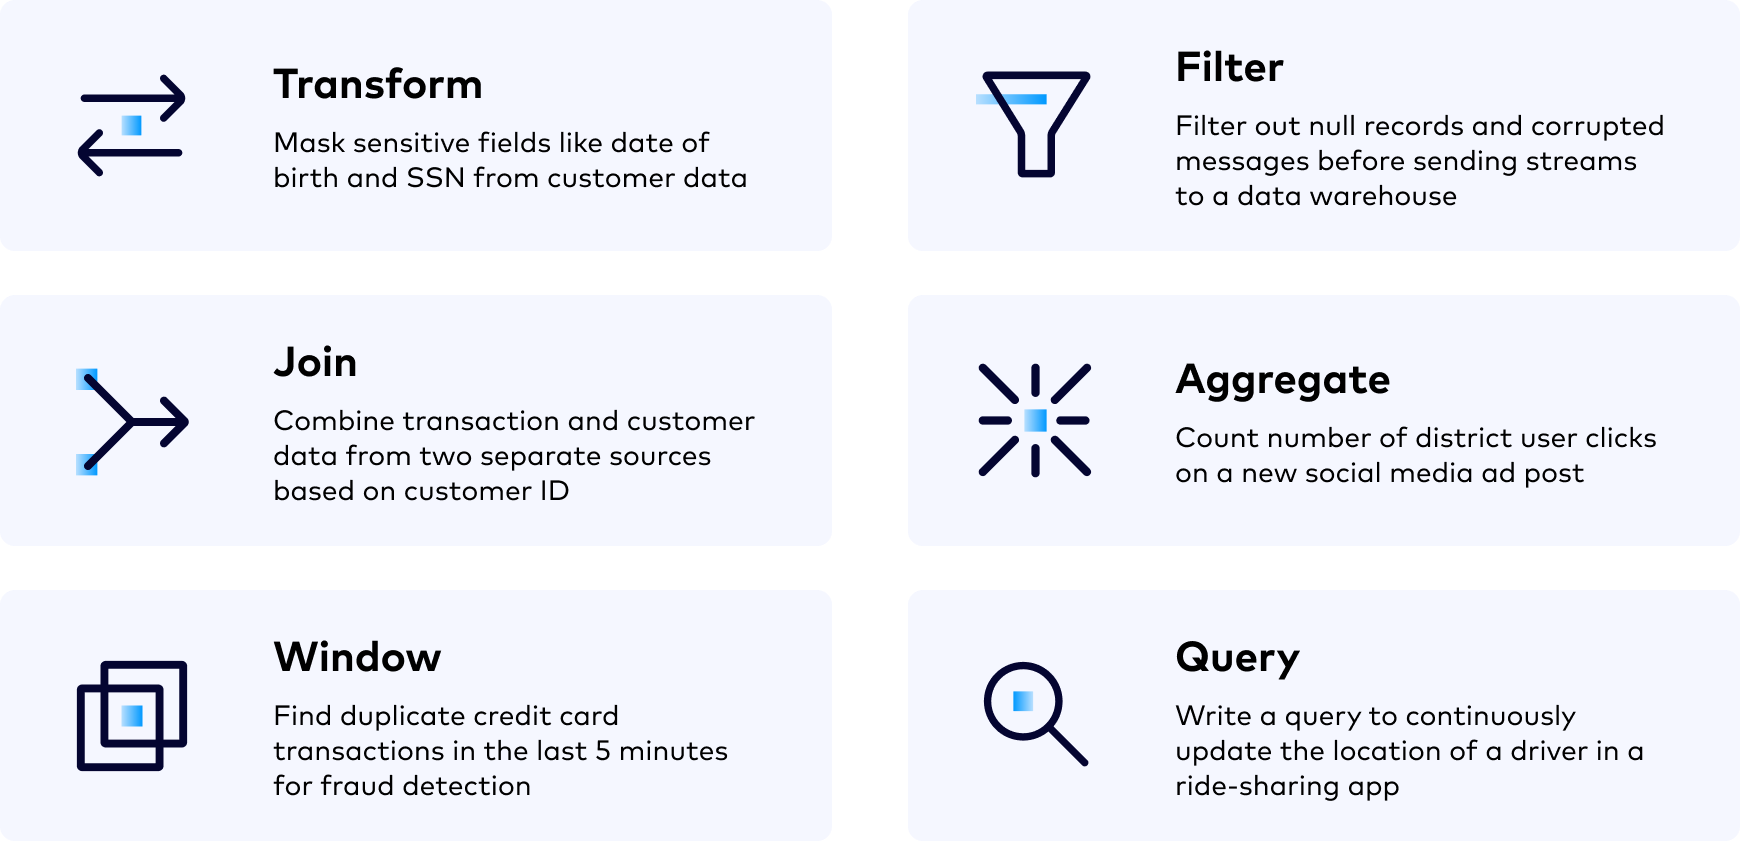 Transform
Mask sensitive fields like date of
birth and SSN from customer data
Filter
Filter out null records and corrupted
messages before sending streams
to a data warehouse
Join
Combine transaction and customer
data from two separate sources
based on customer ID
Aggregate
Count number of district user clicks
on a new social media ad post
Window
Find duplicate credit card
transactions in the last 5 minutes
for fraud detection
Query
Write a query to continuously
update the location of a driver in a
ride-sharing app